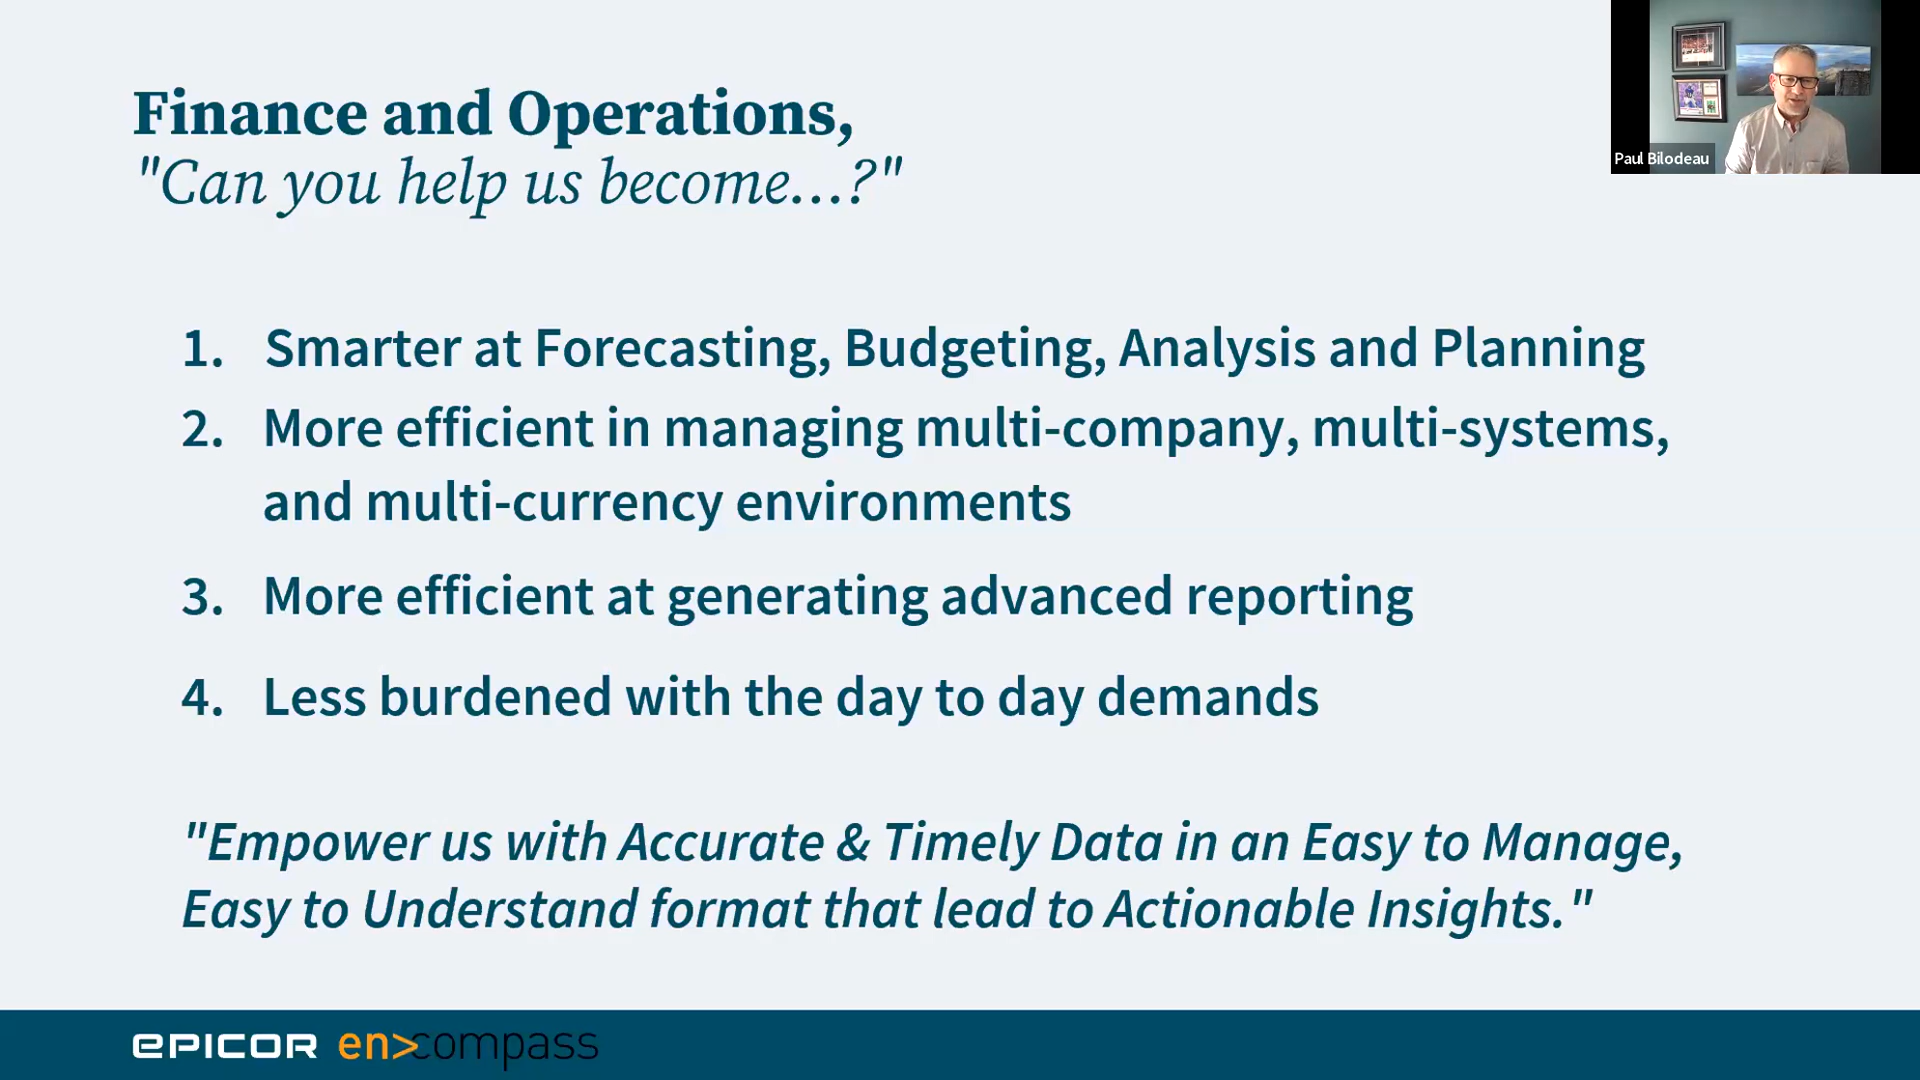 Finance and Operations,
"Can you help us become...?"
Paul Bilodeau
1. Smarter at Forecasting, Budgeting, Analysis and Planning
2. More efficient in managing multi-company, multi-systems,
and multi-currency environments
3. More efficient at generating advanced reporting
4. Less burdened with the day to day demands
"Empower us with Accurate & Timely Data in an Easy to Manage,
Easy to Understand format that lead to Actionable Insights."
EPICOR en>compass